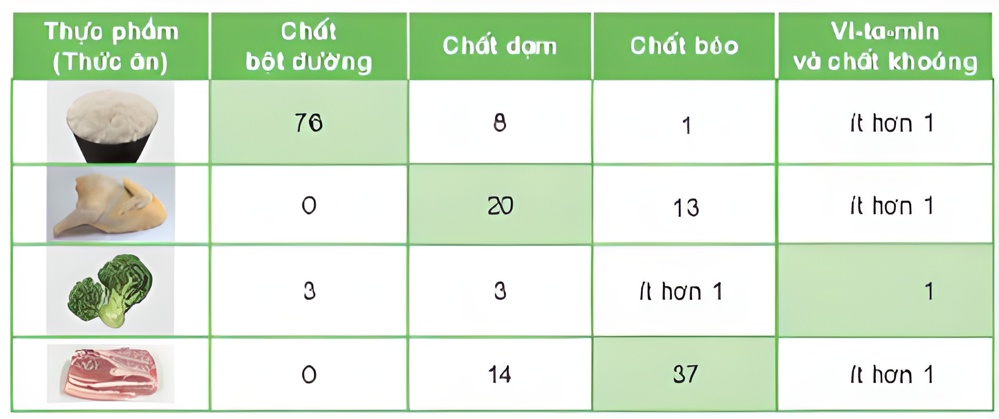 Thực phẩm
(Thức ăn)
Chất
bột đường
Chất đạm
Chất béo
Vi-ta-min
và chất khoáng
76
8
1
ít hơn 1
0
20
13
ít hơn 1
3
3
ít hơn 1
1
0
14
37
ít hơn 1